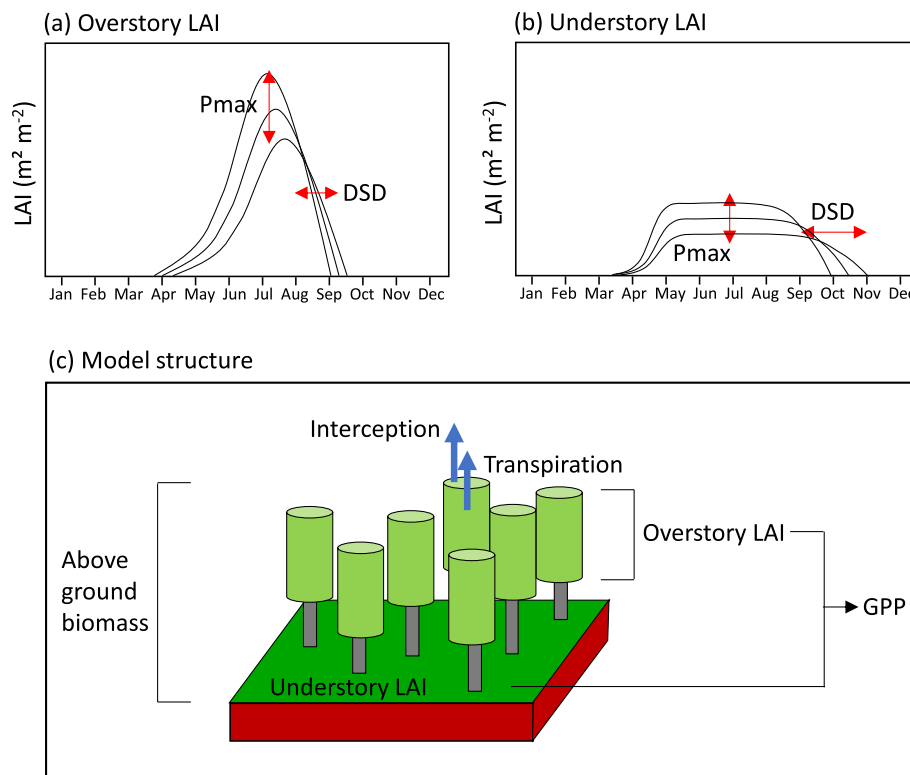 (a) Overstory LAI
LAI (m² m⁻²)
Pmax
DSD
Jan Feb Mar Apr May Jun Jul Aug Sep Oct Nov Dec
(b) Understory LAI
LAI (m² m⁻²)
DSD
Pmax
Jan Feb Mar Apr May Jun Jul Aug Sep Oct Nov Dec
(c) Model structure
Interception
Transpiration
Overstory LAI
Above
ground
biomass
GPP
Understory LAI